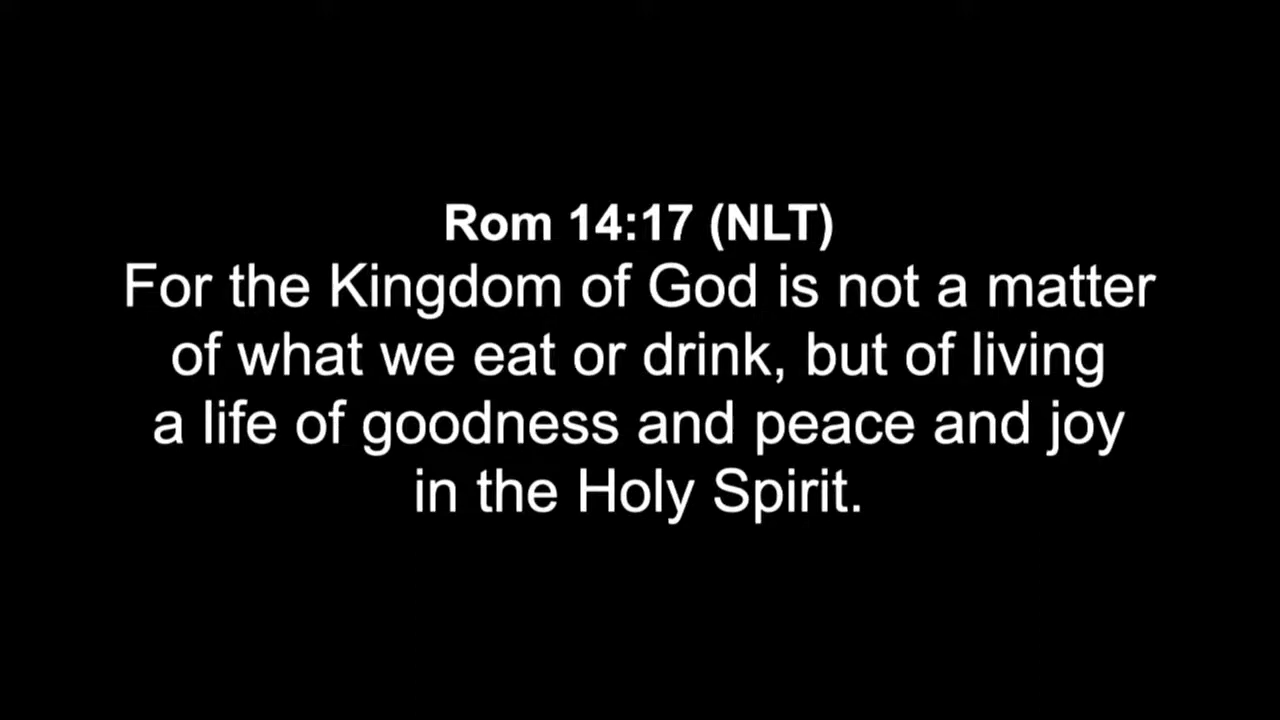 Rom 14:17 (NLT)
For the Kingdom of God is not a matter
of what we eat or drink, but of living
a life of goodness and peace and joy
in the Holy Spirit.